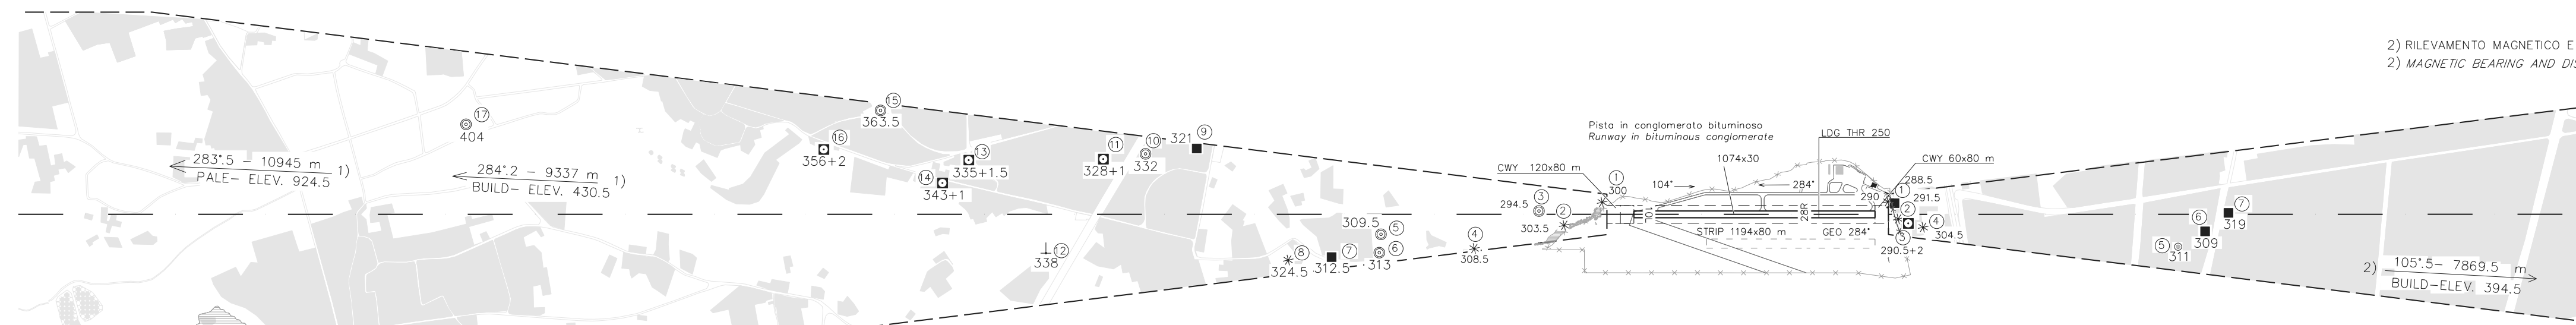 2) RILEVAMENTO MAGNETICO E
2) MAGNETIC BEARING AND DIS
17
404
283°.5 – 10945 m 1)
PALE– ELEV. 924.5
284°.2 – 9337 m 1)
BUILD– ELEV. 430.5
15
363.5
16
356+2
13
335+1.5
14
343+1
11
328+1
10
332
9
321
12
338
309.5
5
6
313
7
312.5
8
324.5
4
308.5
3
294.5
2
303.5
1
300
Pista in conglomerato bituminoso
Runway in bituminous conglomerate
LDG THR 250
CWY 120x80 m
1074x30
CWY 60x80 m
104°
284°
10L
28R
STRIP 1194x80 m
GEO 284°
288.5
290
1
291.5
2
4
304.5
3
290.5+2
5
311
6
309
7
319
2) 105°.5– 7869.5 m
BUILD–ELEV. 394.5